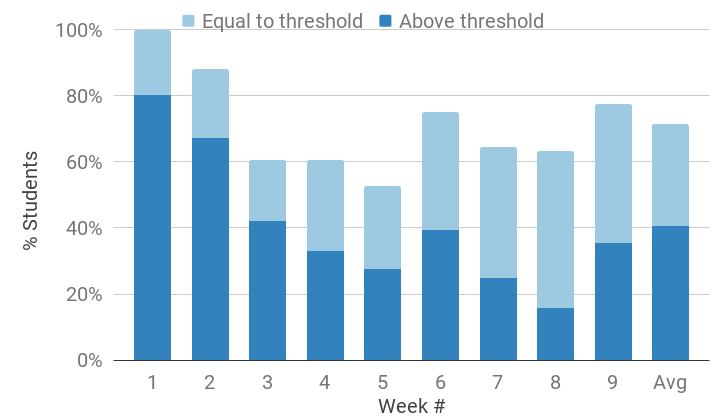 Equal to threshold Above threshold
100%
80%
60%
40%
20%
0%
% Students
1 2 3 4 5 6 7 8 9 Avg
Week #